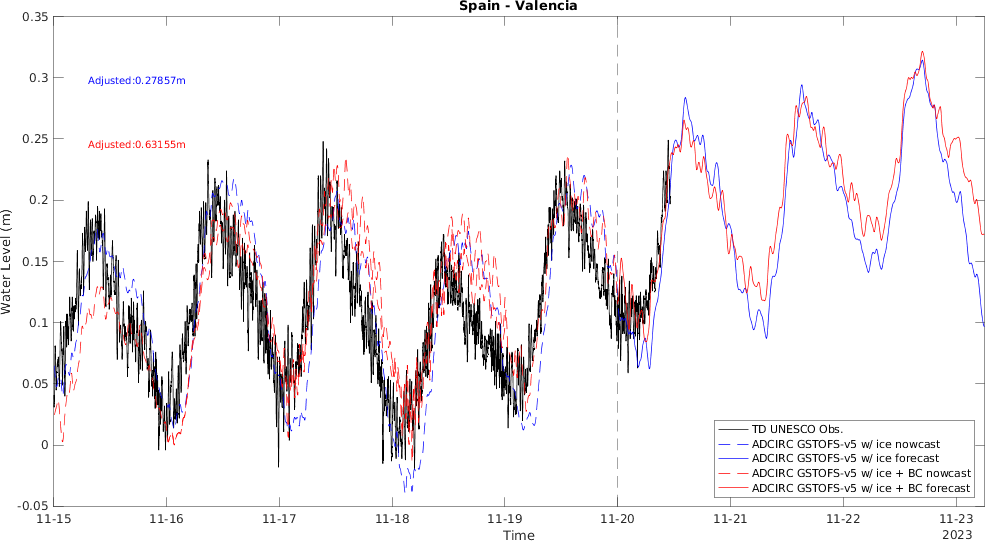 Spain - Valencia
0.35
0.3
0.25
0.2
0.15
0.1
0.05
0
-0.05
Water Level (m)
Adjusted:0.27857m
Adjusted:0.63155m
TD UNESCO Obs.
ADCIRC GSTOFS-v5 w/ ice nowcast
ADCIRC GSTOFS-v5 w/ ice forecast
ADCIRC GSTOFS-v5 w/ ice + BC nowcast
ADCIRC GSTOFS-v5 w/ ice + BC forecast
11-15 11-16 11-17 11-18 11-19 11-20 11-21 11-22 11-23
Time
2023